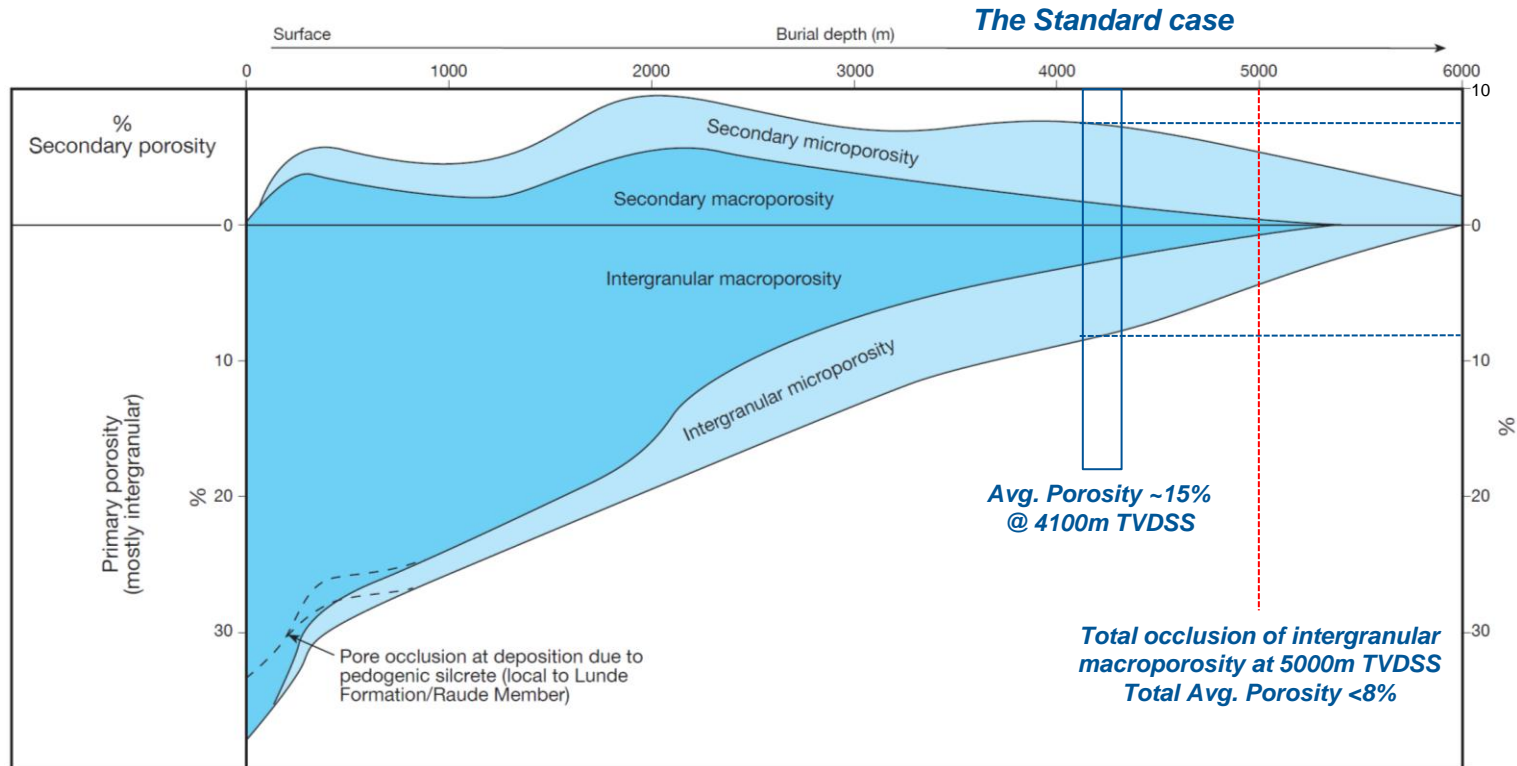 The Standard case
Surface
Burial depth (m)
0 1000 2000 3000 4000 5000 6000
%
Secondary porosity
10
Secondary microporosity
Secondary macroporosity
0
0
Intergranular macroporosity
10
10
Intergranular microporosity
Primary porosity
(mostly intergranular)
%
%
20
20
Avg. Porosity ~15%
@ 4100m TVDSS
30
30
Pore occlusion at deposition due to
pedogenic silcrete (local to Lunde
Formation/Raude Member)
Total occlusion of intergranular
macroporosity at 5000m TVDSS
Total Avg. Porosity <8%